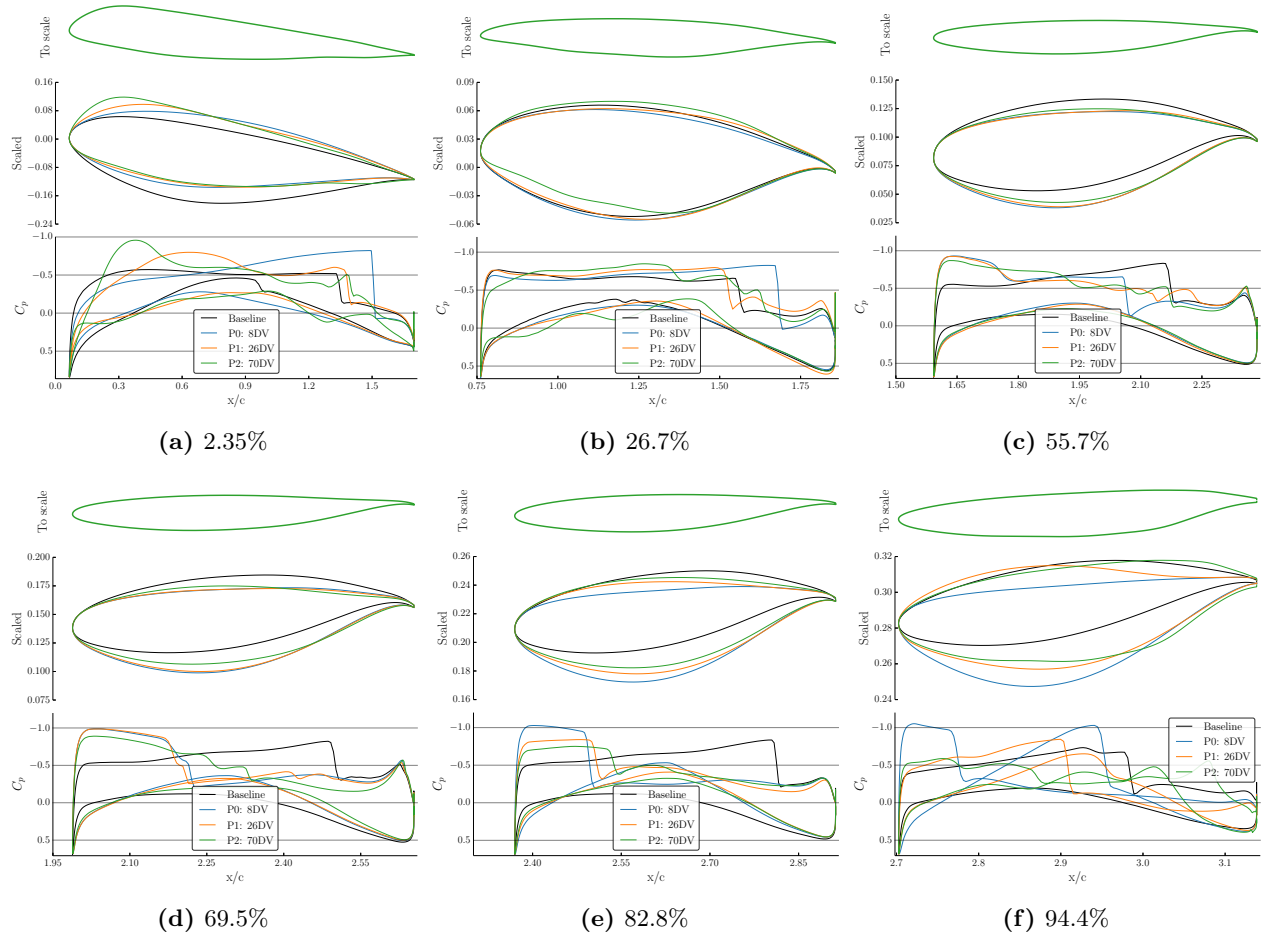 To scale
Scaled
0.16
0.08
0.00
−0.08
−0.16
−0.24
Cp
−1.0
−0.5
0.0
0.5
Baseline
P0: 8DV
P1: 26DV
P2: 70DV
0.0 0.3 0.6 0.9 1.2 1.5
x/c
(a) 2.35%
To scale
Scaled
0.09
0.06
0.03
0.00
−0.03
−0.06
Cp
−1.0
−0.5
0.0
0.5
Baseline
P0: 8DV
P1: 26DV
P2: 70DV
0.75 1.00 1.25 1.50 1.75
x/c
(b) 26.7%
To scale
Scaled
0.150
0.125
0.100
0.075
0.050
0.025
Cp
−1.0
−0.5
0.0
0.5
Baseline
P0: 8DV
P1: 26DV
P2: 70DV
1.50 1.65 1.80 1.95 2.10 2.25
x/c
(c) 55.7%
To scale
Scaled
0.200
0.175
0.150
0.125
0.100
0.075
Cp
−1.0
−0.5
0.0
0.5
Baseline
P0: 8DV
P1: 26DV
P2: 70DV
1.95 2.10 2.25 2.40 2.55
x/c
(d) 69.5%
To scale
Scaled
0.26
0.24
0.22
0.20
0.18
0.16
Cp
−1.0
−0.5
0.0
0.5
Baseline
P0: 8DV
P1: 26DV
P2: 70DV
2.40 2.55 2.70 2.85
x/c
(e) 82.8%
To scale
Scaled
0.32
0.30
0.28
0.26
0.24
Cp
−1.0
−0.5
0.0
0.5
Baseline
P0: 8DV
P1: 26DV
P2: 70DV
2.7 2.8 2.9 3.0 3.1
x/c
(f) 94.4%